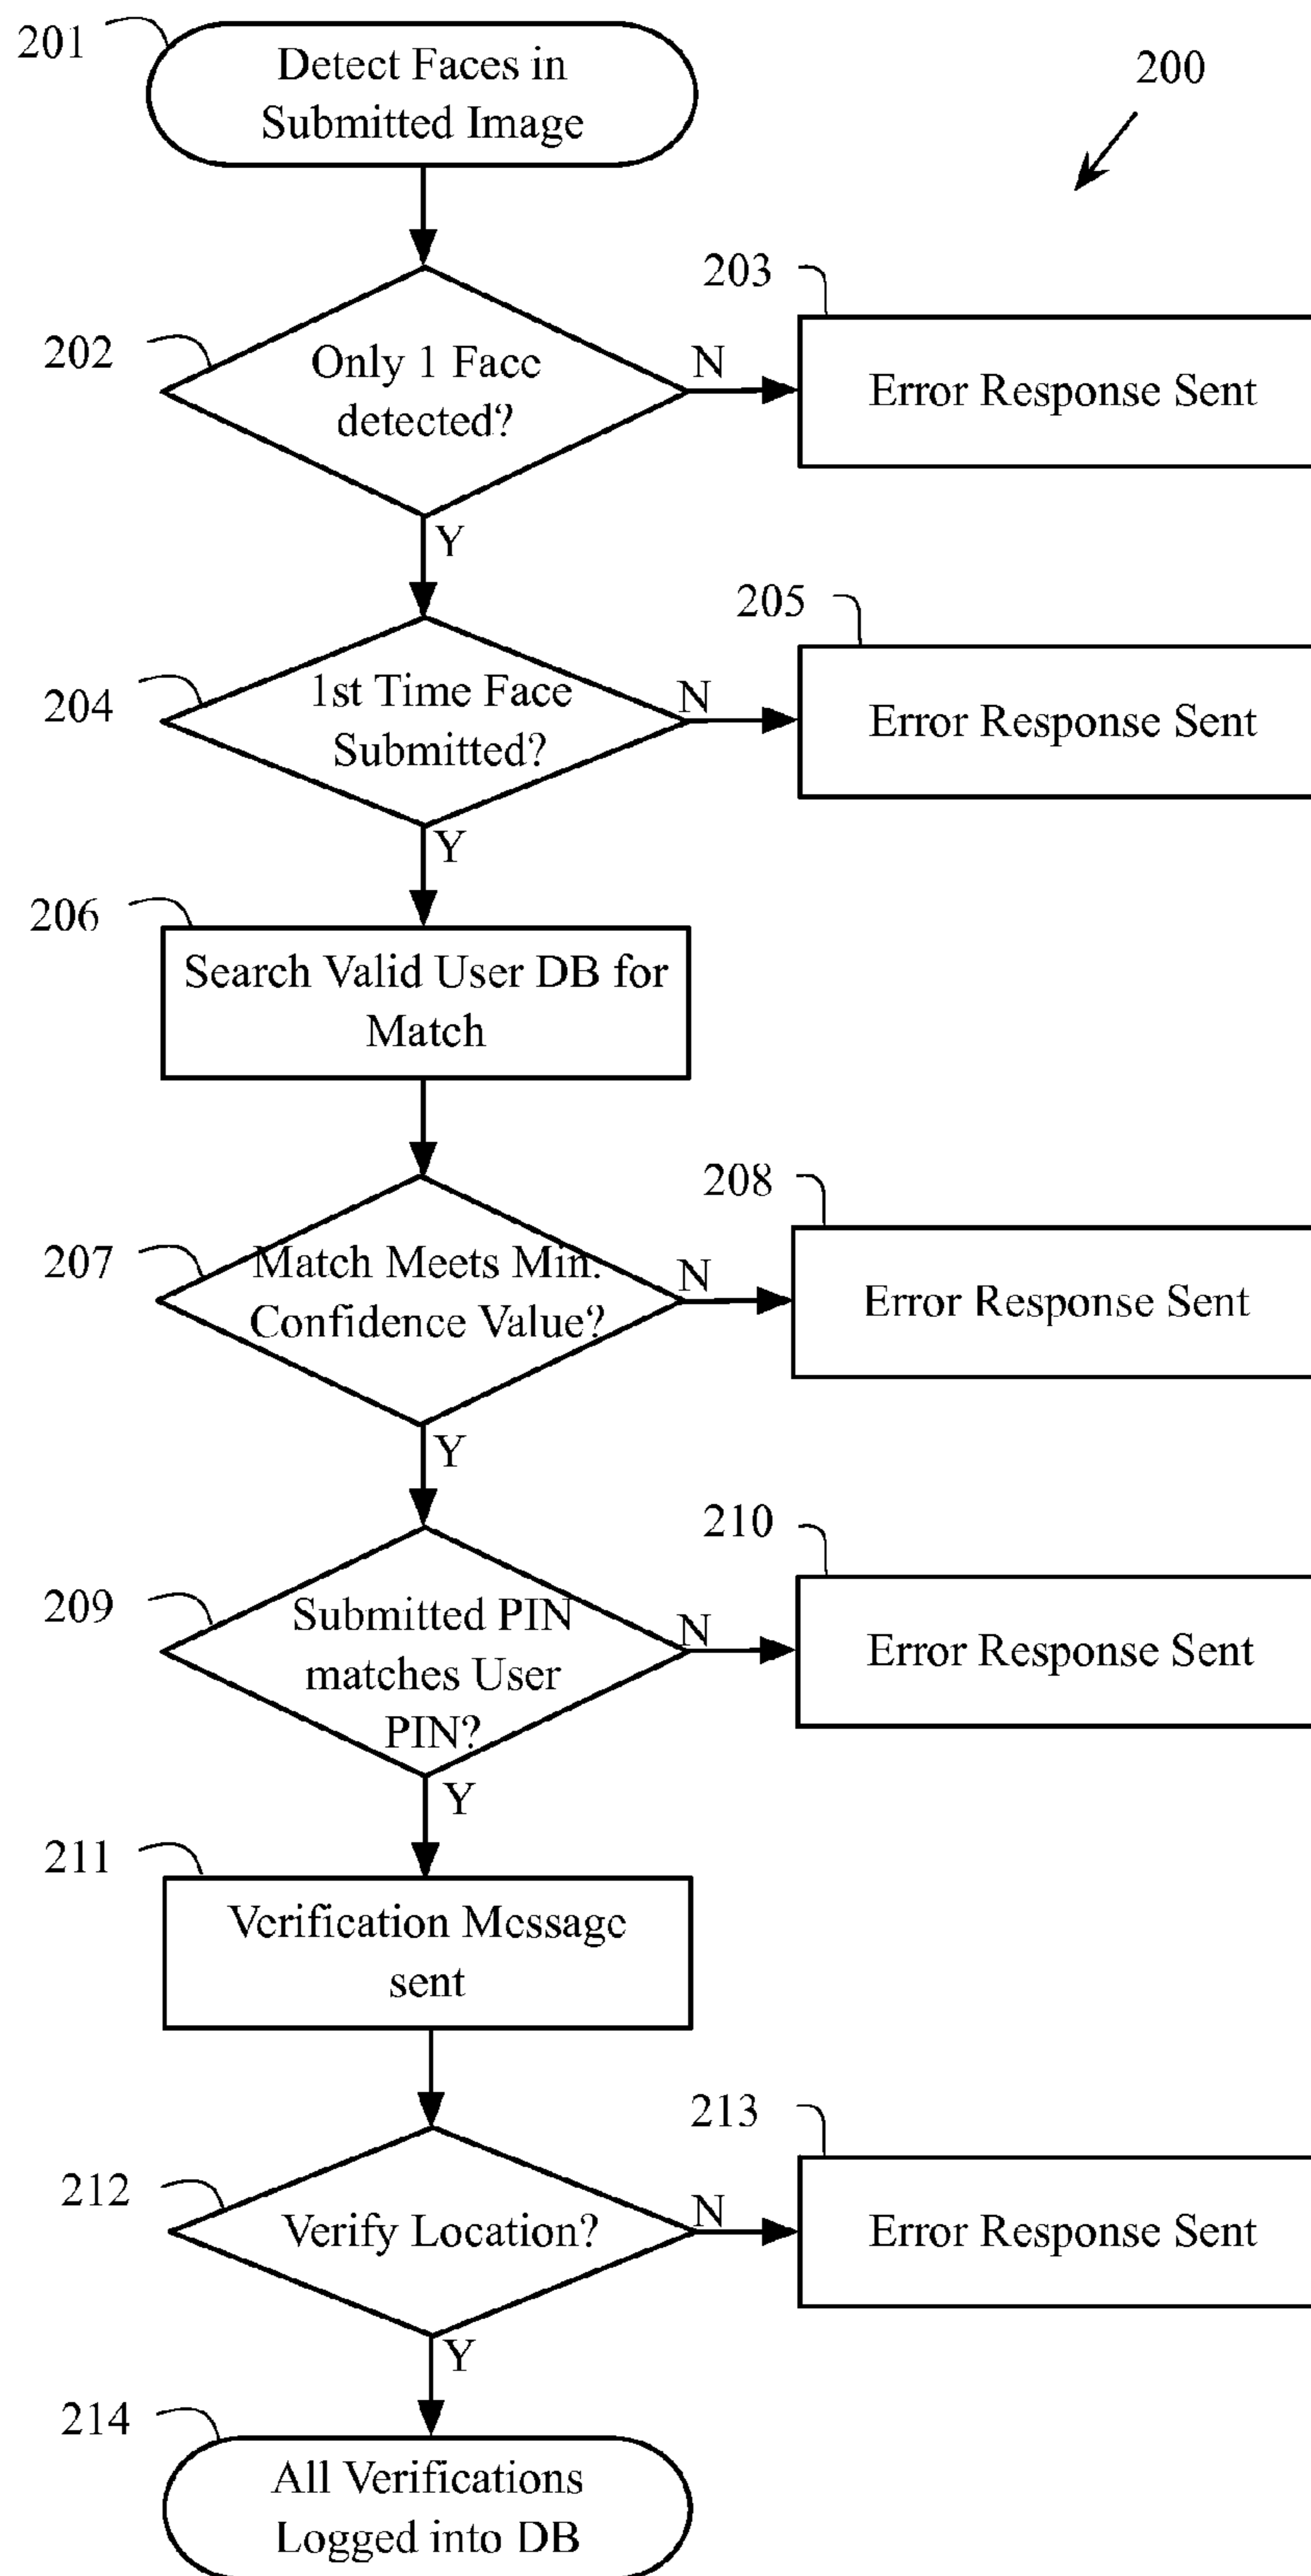 201
Detect Faces in
Submitted Image
200
202
Only 1 Face
detected?
N
203
Error Response Sent
Y
204
1st Time Face
Submitted?
N
205
Error Response Sent
Y
206
Search Valid User DB for
Match
207
Match Meets Min.
Confidence Value?
N
208
Error Response Sent
Y
209
Submitted PIN
matches User
PIN?
N
210
Error Response Sent
Y
211
Verification Message
sent
212
Verify Location?
N
213
Error Response Sent
Y
214
All Verifications
Logged into DB